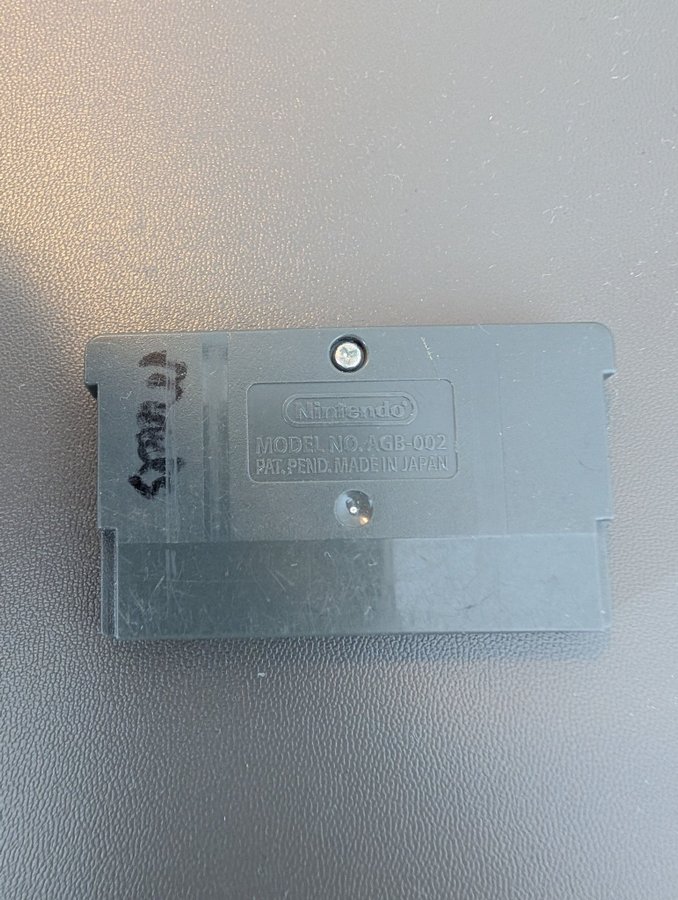 Nintendo
MODEL NO. AGB-002
PAT. PEND. MADE IN JAPAN